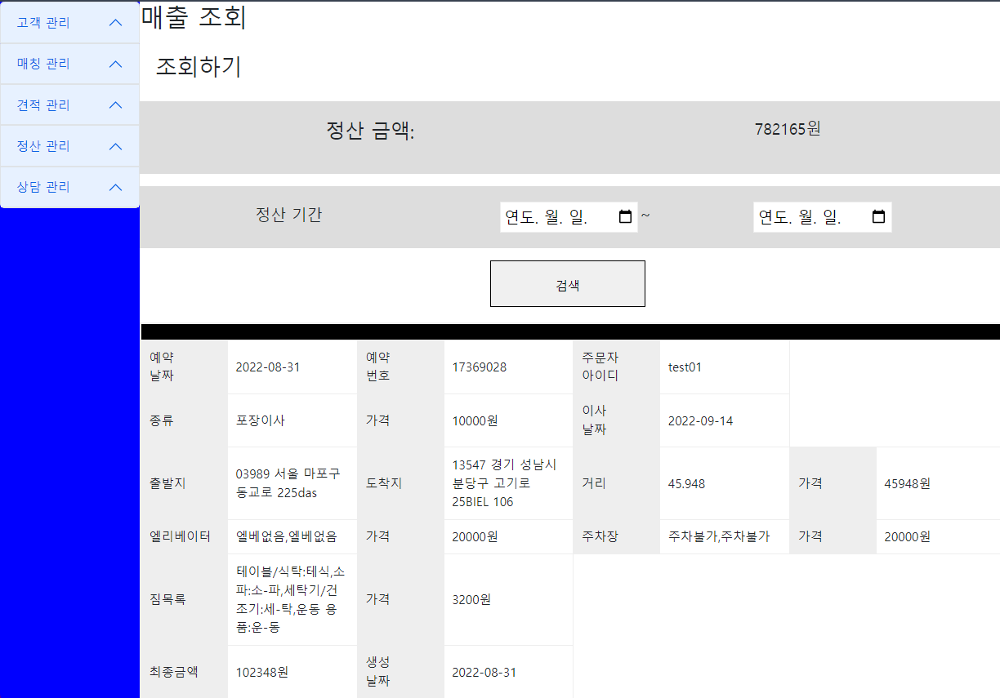 고객 관리
매칭 관리
견적 관리
정산 관리
상담 관리
매출 조회
조회하기
정산 금액: 782165원
정산 기간 연도. 월. 일. ~ 연도. 월. 일.
검색
예약
날짜
2022-08-31
예약
번호
17369028
주문자
아이디
test01
종류
포장이사
가격
10000원
이사
날짜
2022-09-14
출발지
03989 서울 마포구
동교로 225das
도착지
13547 경기 성남시
분당구 고기로
25BIEL 106
거리
45.948
가격
45948원
엘리베이터
엘베없음,엘베없음
가격
20000원
주차장
주차불가,주차불가
가격
20000원
짐목록
테이블/식탁:테식,소
파:소-파,세탁기/건
조기:세-탁,운동 용
품:운-동
가격
3200원
최종금액
102348원
생성
날짜
2022-08-31